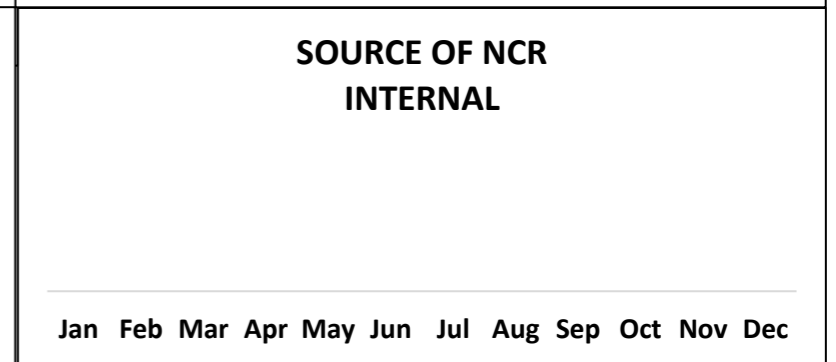 SOURCE OF NCR
INTERNAL
Jan Feb Mar Apr May Jun Jul Aug Sep Oct Nov Dec